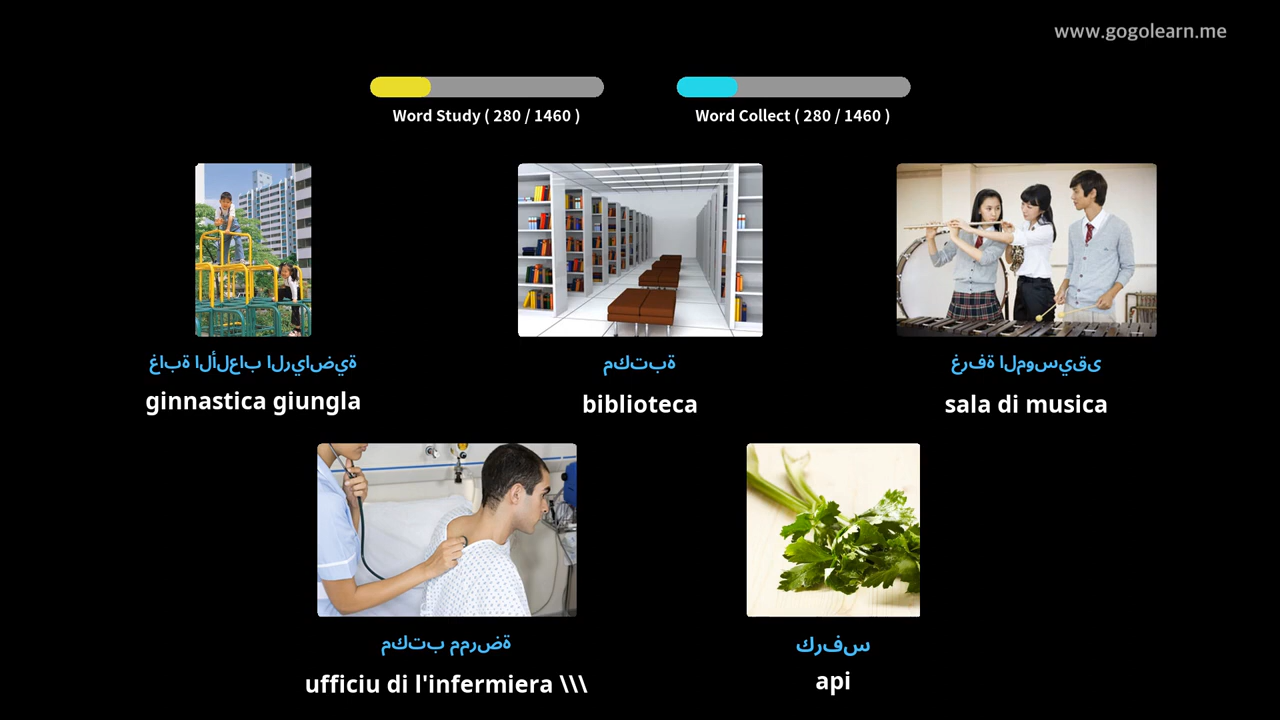 www.gogolearn.me
Word Study ( 280 / 1460 )
Word Collect ( 280 / 1460 )
غابة الألعاب الرياضية
مكتبة
غرفة الموسيقى
ginnastica giungla
biblioteca
sala di musica
مكتب ممرضة
كرفس
ufficiu di l'infermiera \\\
api